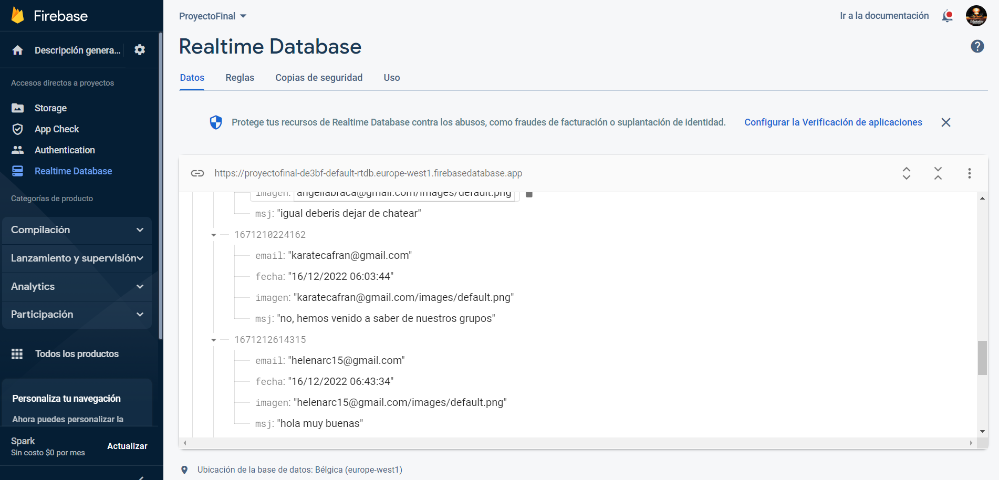 Firebase
Descripción genera...
Accesos directos a proyectos
Storage
App Check
Authentication
Realtime Database
Categorías de producto
Compilación
Lanzamiento y supervisión
Analytics
Participación
Todos los productos
Personaliza tu navegación
Ahora puedes personalizar la
Spark
Sin costo $0 por mes
Actualizar
ProyectoFinal
Ir a la documentación
Realtime Database
Datos Reglas Copias de seguridad Uso
Protege tus recursos de Realtime Database contra los abusos, como fraudes de facturación o suplantación de identidad. Configurar la Verificación de aplicaciones
https://proyectofinal-de3bf-default-rtdb.europe-west1.firebasedatabase.app
imagen: angeliabraca@gmail.com/images/default.png
msj: "igual deberis dejar de chatear"
1671210224162
email: "karatecafran@gmail.com"
fecha: "16/12/2022 06:03:44"
imagen: "karatecafran@gmail.com/images/default.png"
msj: "no, hemos venido a saber de nuestros grupos"
1671212614315
email: "helenarc15@gmail.com"
fecha: "16/12/2022 06:43:34"
imagen: "helenarc15@gmail.com/images/default.png"
msj: "hola muy buenas"
Ubicación de la base de datos: Bélgica (europe-west1)